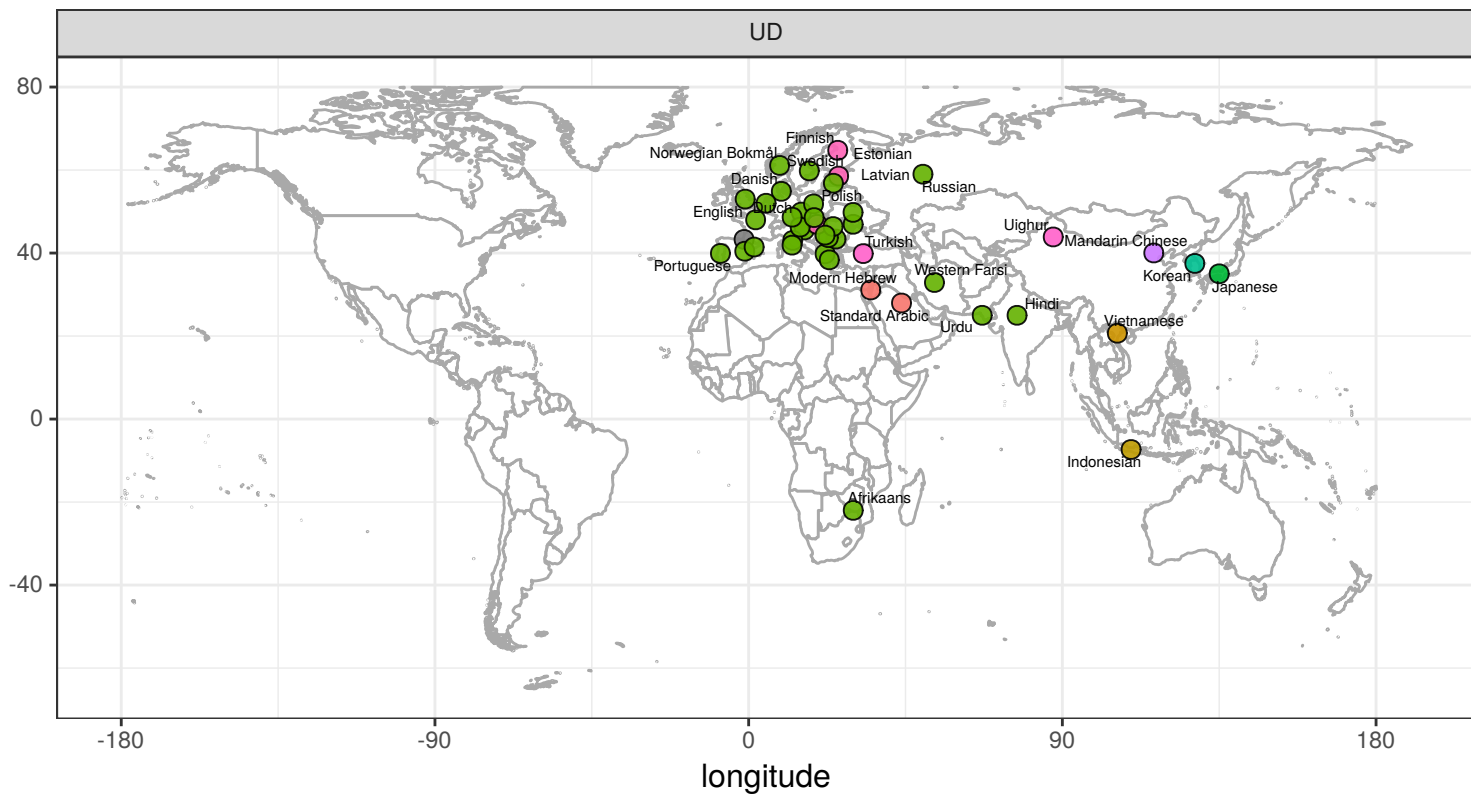 UD
80
40
0
-40
Finnish
Norwegian Bokmål
Swedish
Estonian
Latvian
Russian
Danish
Polish
English
Dutch
Portuguese
Turkish
Uighur
Mandarin Chinese
Korean
Japanese
Modern Hebrew
Western Farsi
Standard Arabic
Urdu
Hindi
Vietnamese
Indonesian
Afrikaans
-180
-90
0
90
180
longitude